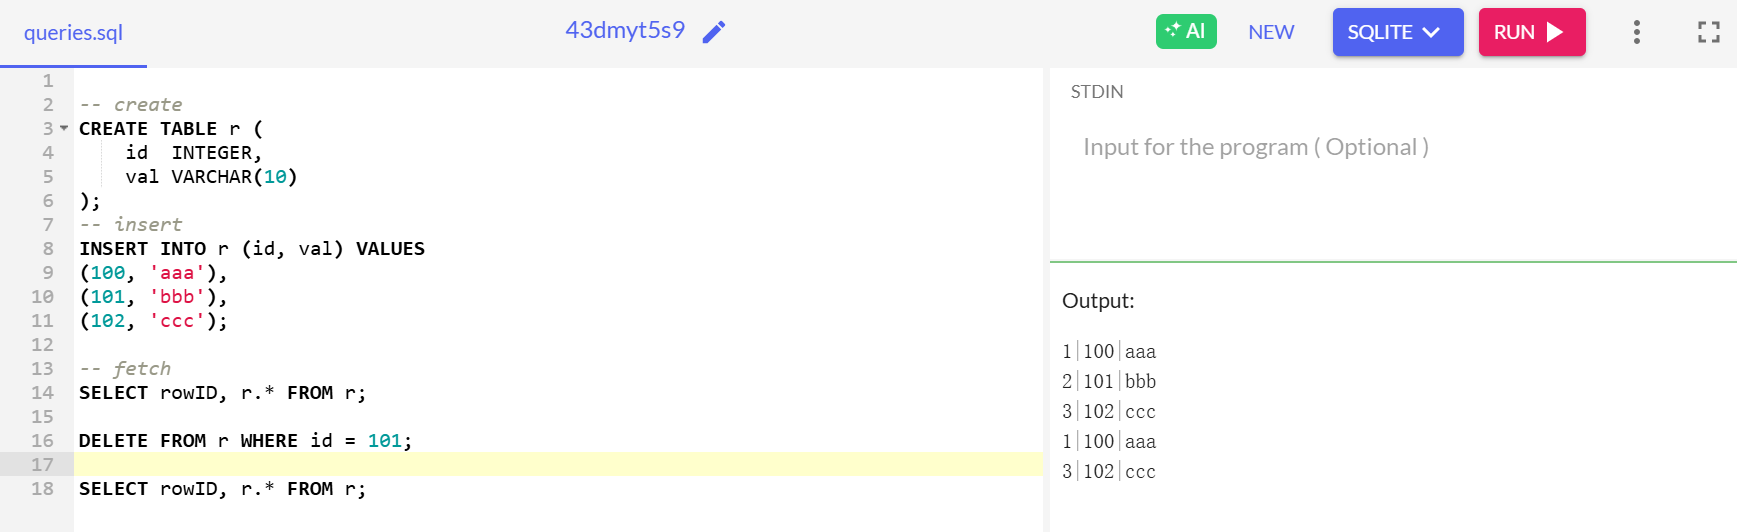 queries.sql
43dmyt5s9
AI
NEW
SQLITE
RUN
1
2 -- create
3 CREATE TABLE r (
4     id  INTEGER,
5     val VARCHAR(10)
6 );
7 -- insert
8 INSERT INTO r (id, val) VALUES
9 (100, 'aaa'),
10 (101, 'bbb'),
11 (102, 'ccc');
12
13 -- fetch
14 SELECT rowID, r.* FROM r;
15
16 DELETE FROM r WHERE id = 101;
17
18 SELECT rowID, r.* FROM r;
STDIN
Input for the program ( Optional )
Output:
1|100|aaa
2|101|bbb
3|102|ccc
1|100|aaa
3|102|ccc